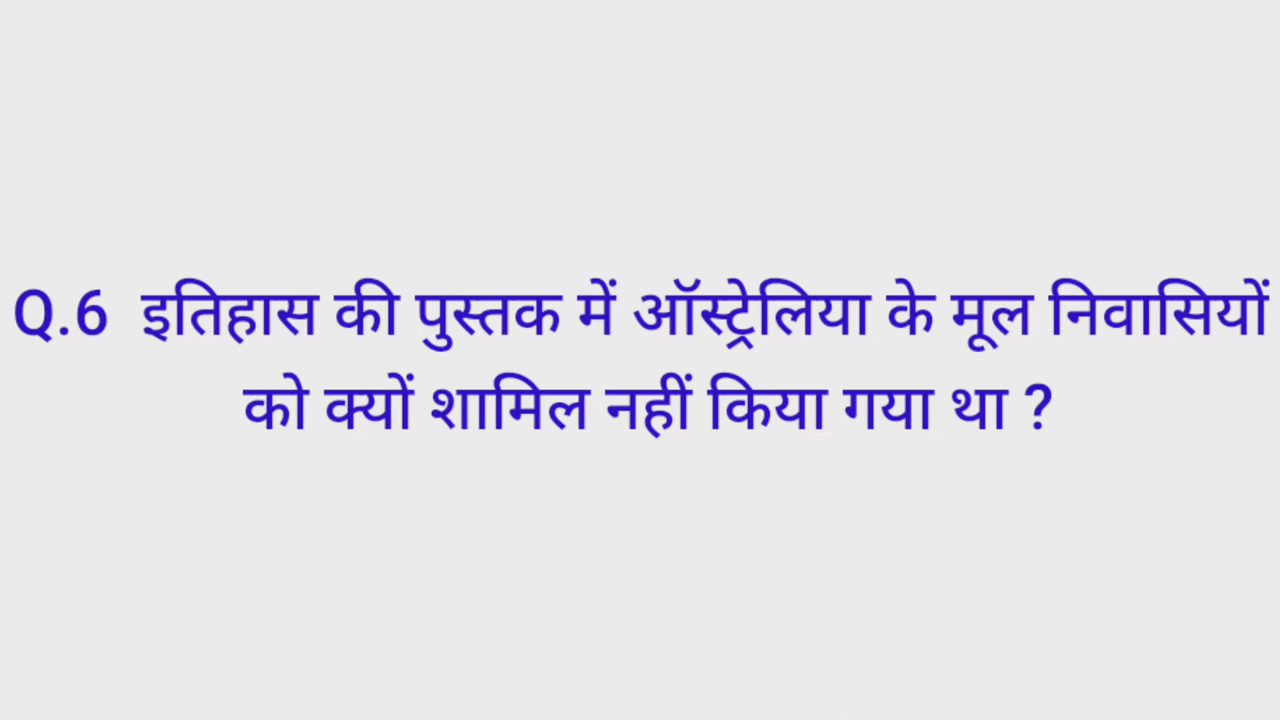 Q.6 इतिहास की पुस्तक में ऑस्ट्रेलिया के मूल निवासियों
को क्यों शामिल नहीं किया गया था ?